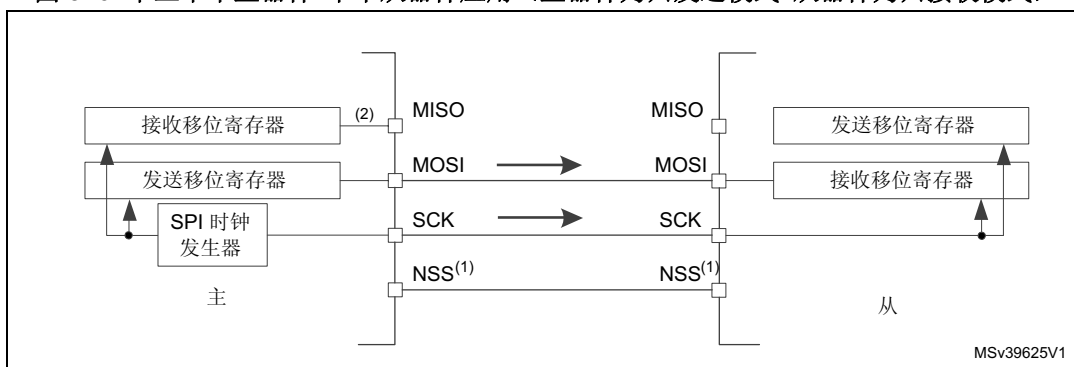 MISO
MISO
(2)
接收移位寄存器
发送移位寄存器
MOSI
MOSI
发送移位寄存器
接收移位寄存器
SPI 时钟
发生器
SCK
SCK
NSS(1)
NSS(1)
主
从
MSv39625V1